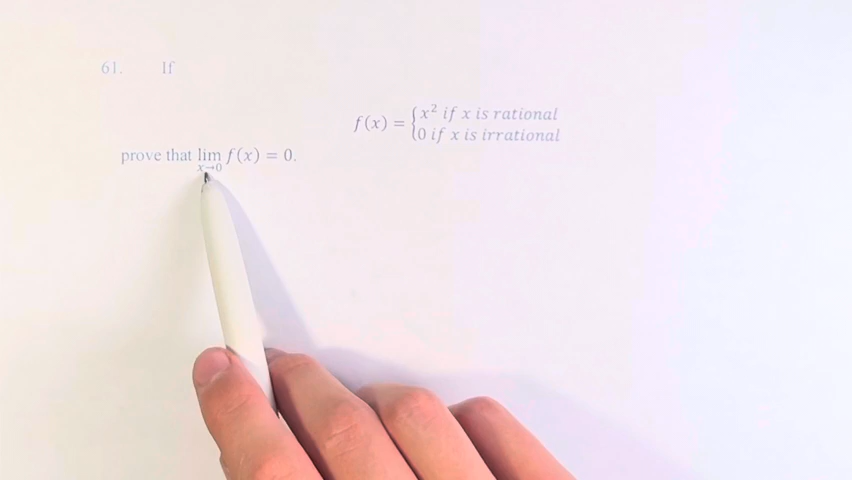 61. If
f(x) = {x² if x is rational
0 if x is irrational
prove that lim f(x) = 0.
x→0